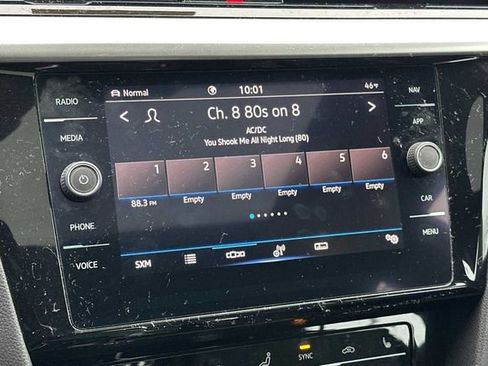 Normal 10:01 46°F
RADIO
NAV
Ch. 8 80s on 8
AC/DC
You Shook Me All Night Long (80)
MEDIA
APP
1 2 3 4 5 6
88.3 FM Empty Empty Empty Empty Empty
PHONE
CAR
VOICE
MENU
SXM
SYNC